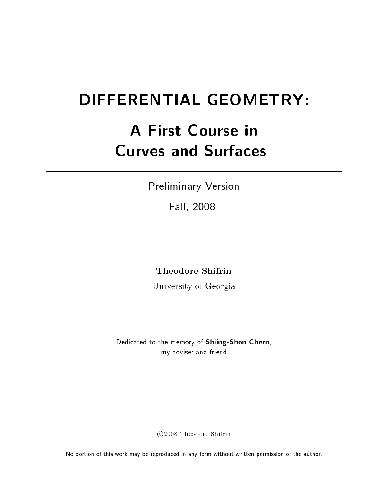 DIFFERENTIAL GEOMETRY:
A First Course in
Curves and Surfaces
Preliminary Version
Fall, 2008
Theodore Shifrin
University of Georgia
Dedicated to the memory of Shiing-Shen Chern,
my adviser and friend
©2008 Theodore Shifrin
No portion of this work may be reproduced in any form without written permission of the author.